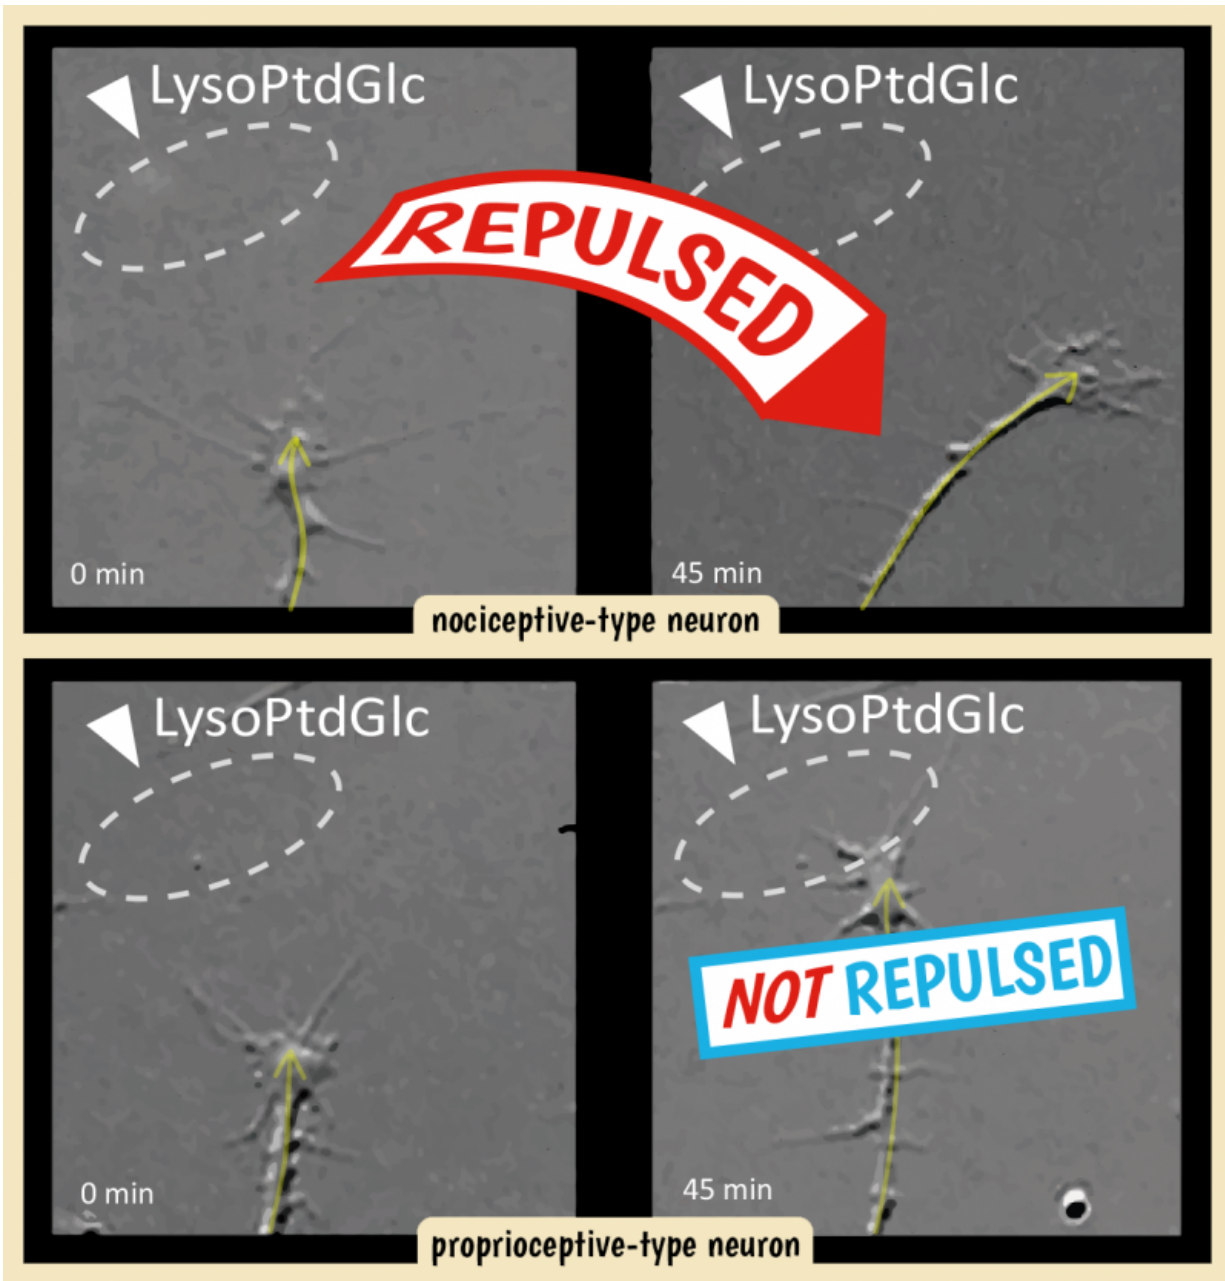 LysoPtdGlc
LysoPtdGlc
REPULSED
0 min
45 min
nociceptive-type neuron
LysoPtdGlc
LysoPtdGlc
NOT REPULSED
0 min
45 min
proprioceptive-type neuron